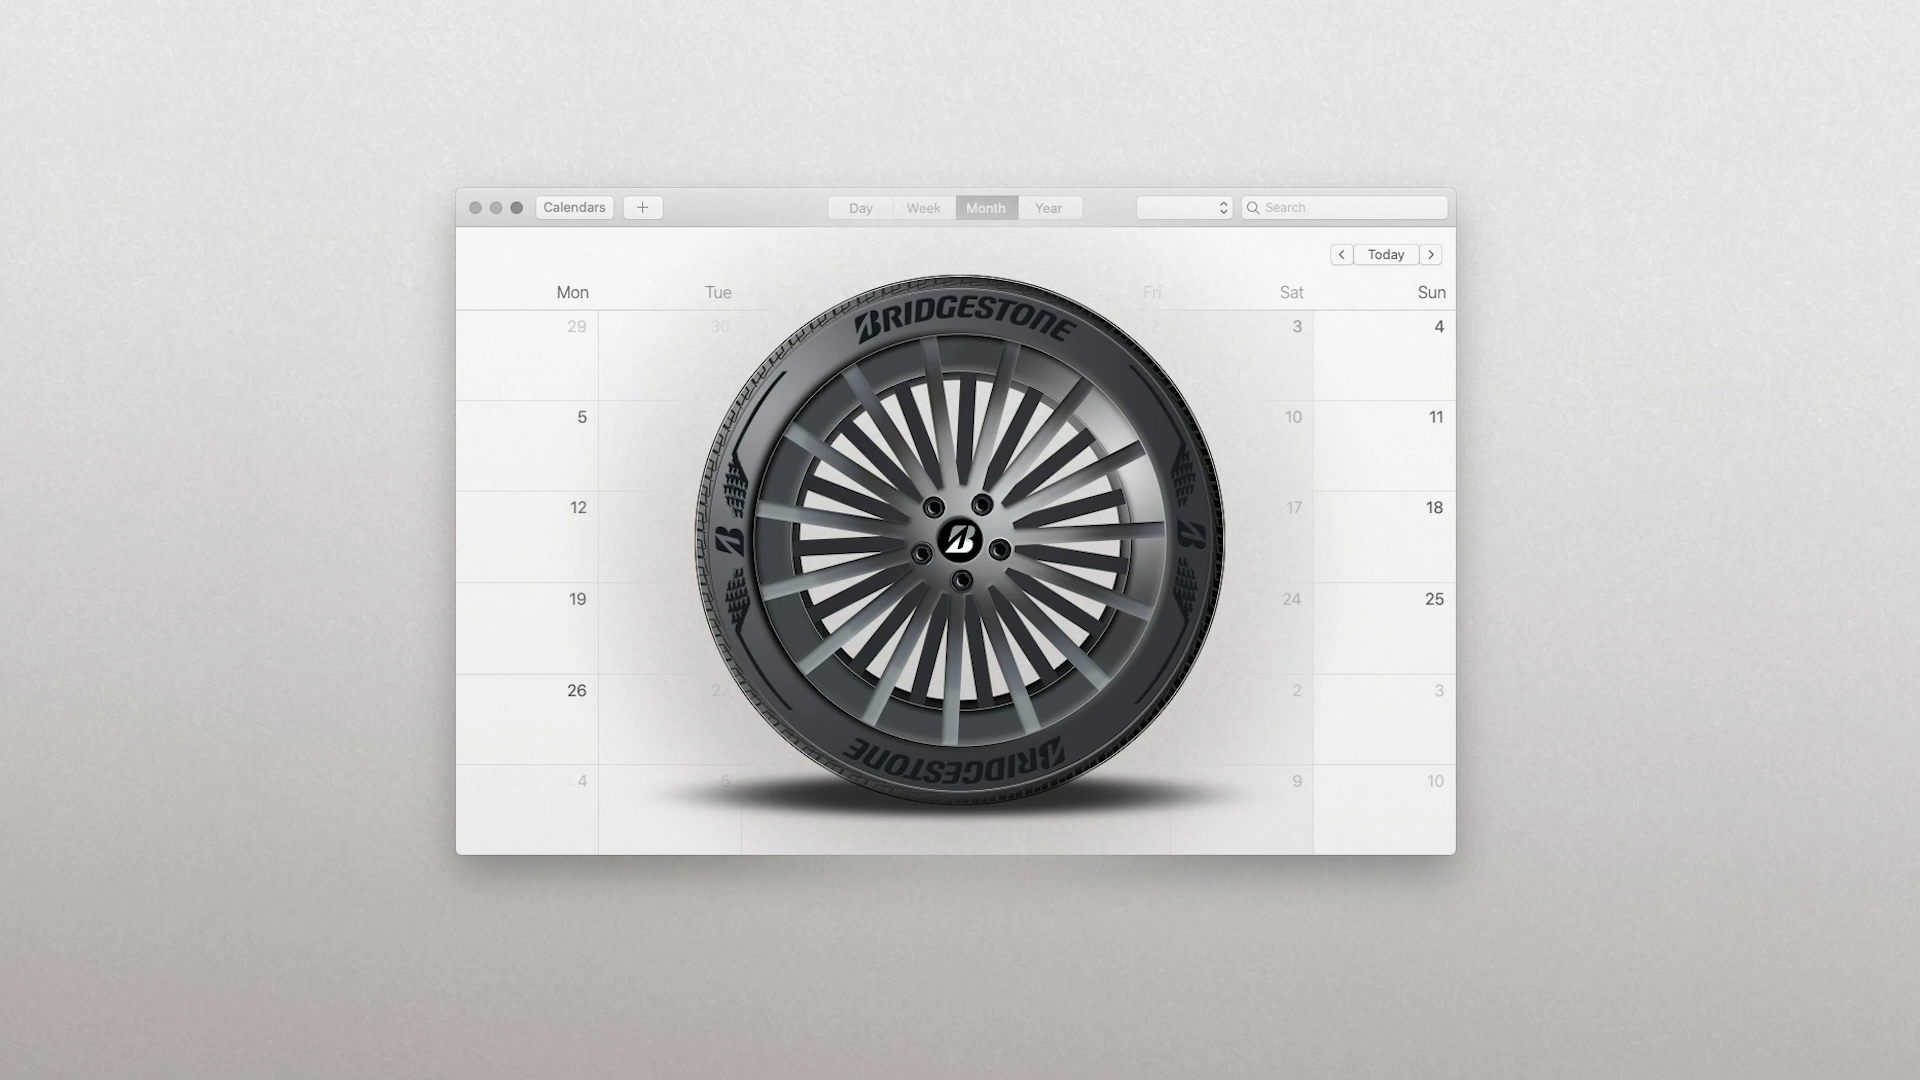 Calendars + Day Week Month Year Search
< Today >
Mon Tue Fri Sat Sun
29 30 3 4
BRIDGESTONE
5 10 11
12 17 18
B B B
19 24 25
26 2 3
BRIDGESTONE
4 5 9 10